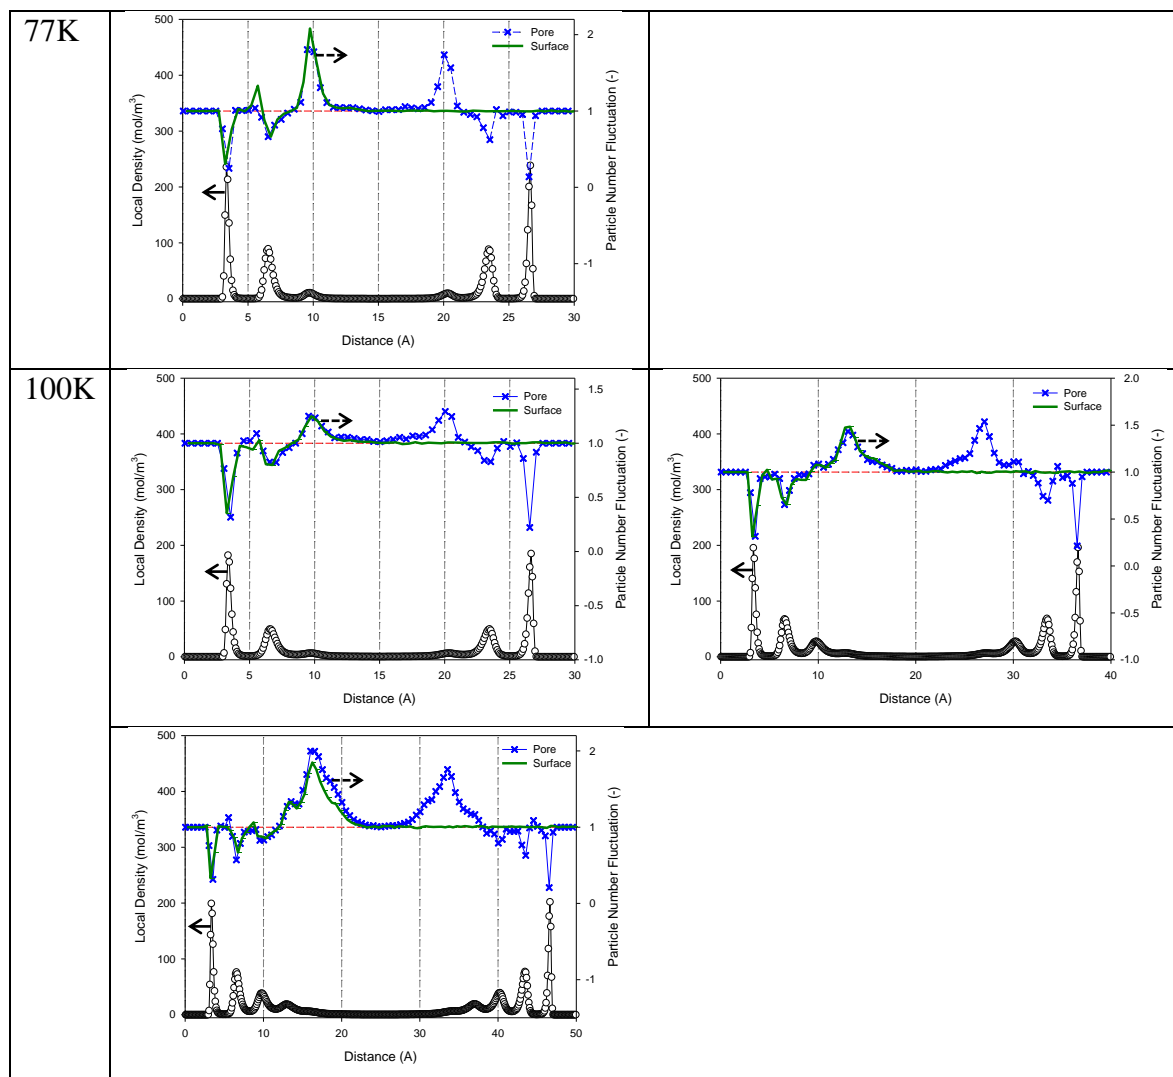 77K
500
400
300
200
100
0
Local Density (mol/m³)
2
1
0
-1
Particle Number Fluctuation (-)
Pore
Surface
0 5 10 15 20 25 30
Distance (A)
100K
500
400
300
200
100
0
Local Density (mol/m³)
1.5
1.0
0.5
0.0
-0.5
-1.0
Particle Number Fluctuation (-)
Pore
Surface
0 5 10 15 20 25 30
Distance (A)
500
400
300
200
100
0
Local Density (mol/m³)
2.0
1.5
1.0
0.5
0.0
-0.5
-1.0
Particle Number Fluctuation (-)
Pore
Surface
0 10 20 30 40
Distance (A)
500
400
300
200
100
0
Local Density (mol/m³)
2
1
0
-1
Particle Number Fluctuation (-)
Pore
Surface
0 10 20 30 40 50
Distance (A)